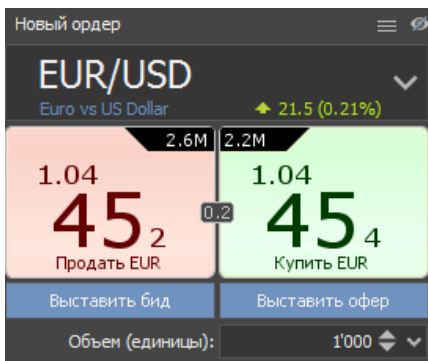 Новый ордер
EUR/USD
Euro vs US Dollar 21.5 (0.21%)
2.6M 2.2M
1.04 1.04
45 2 0.2 45 4
Продать EUR Купить EUR
Выставить бид Выставить офер
Объем (единицы): 1'000